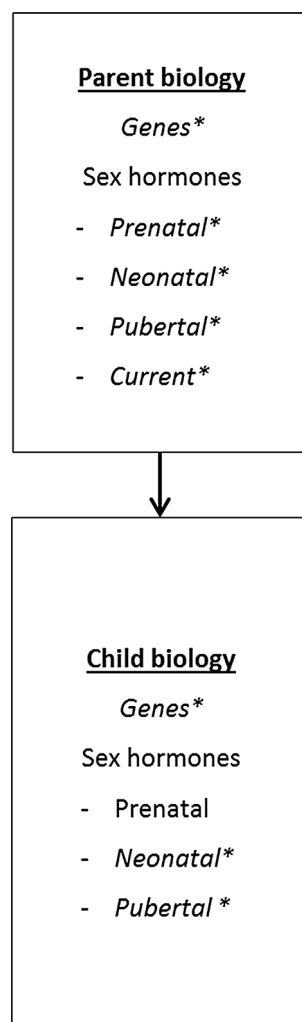 Parent biology
Genes*
Sex hormones
- Prenatal*
- Neonatal*
- Pubertal*
- Current*
Child biology
Genes*
Sex hormones
- Prenatal
- Neonatal*
- Pubertal *